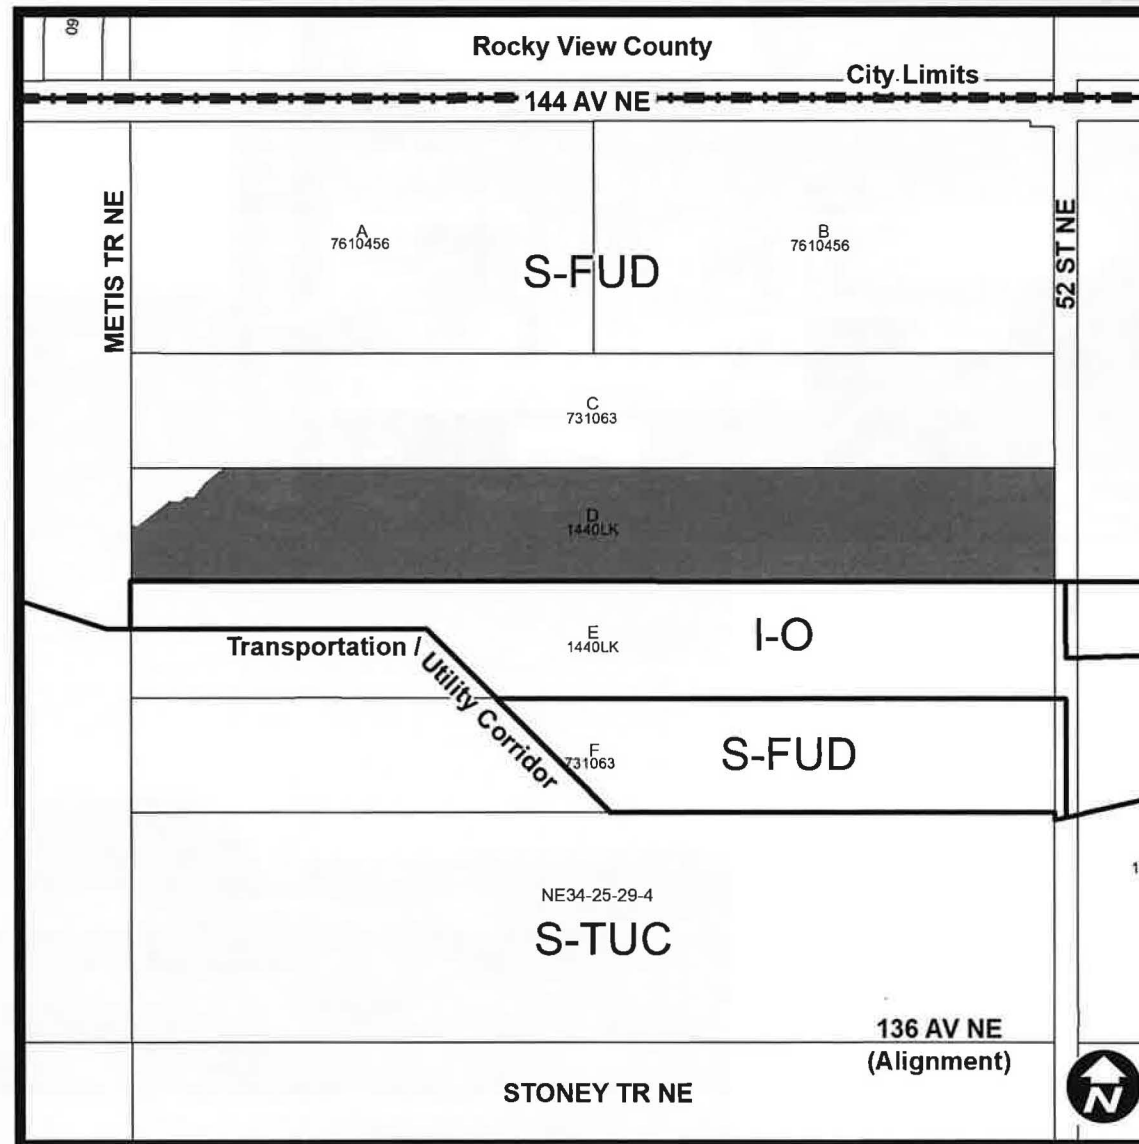 60
Rocky View County
City Limits
144 AV NE
METIS TR NE
52 ST NE
A
7610456
B
7610456
S-FUD
C
731063
D
1440LK
E
1440LK
I-O
Transportation /
Utility Corridor
F
731063
S-FUD
NE34-25-29-4
S-TUC
1
136 AV NE
(Alignment)
STONEY TR NE
N